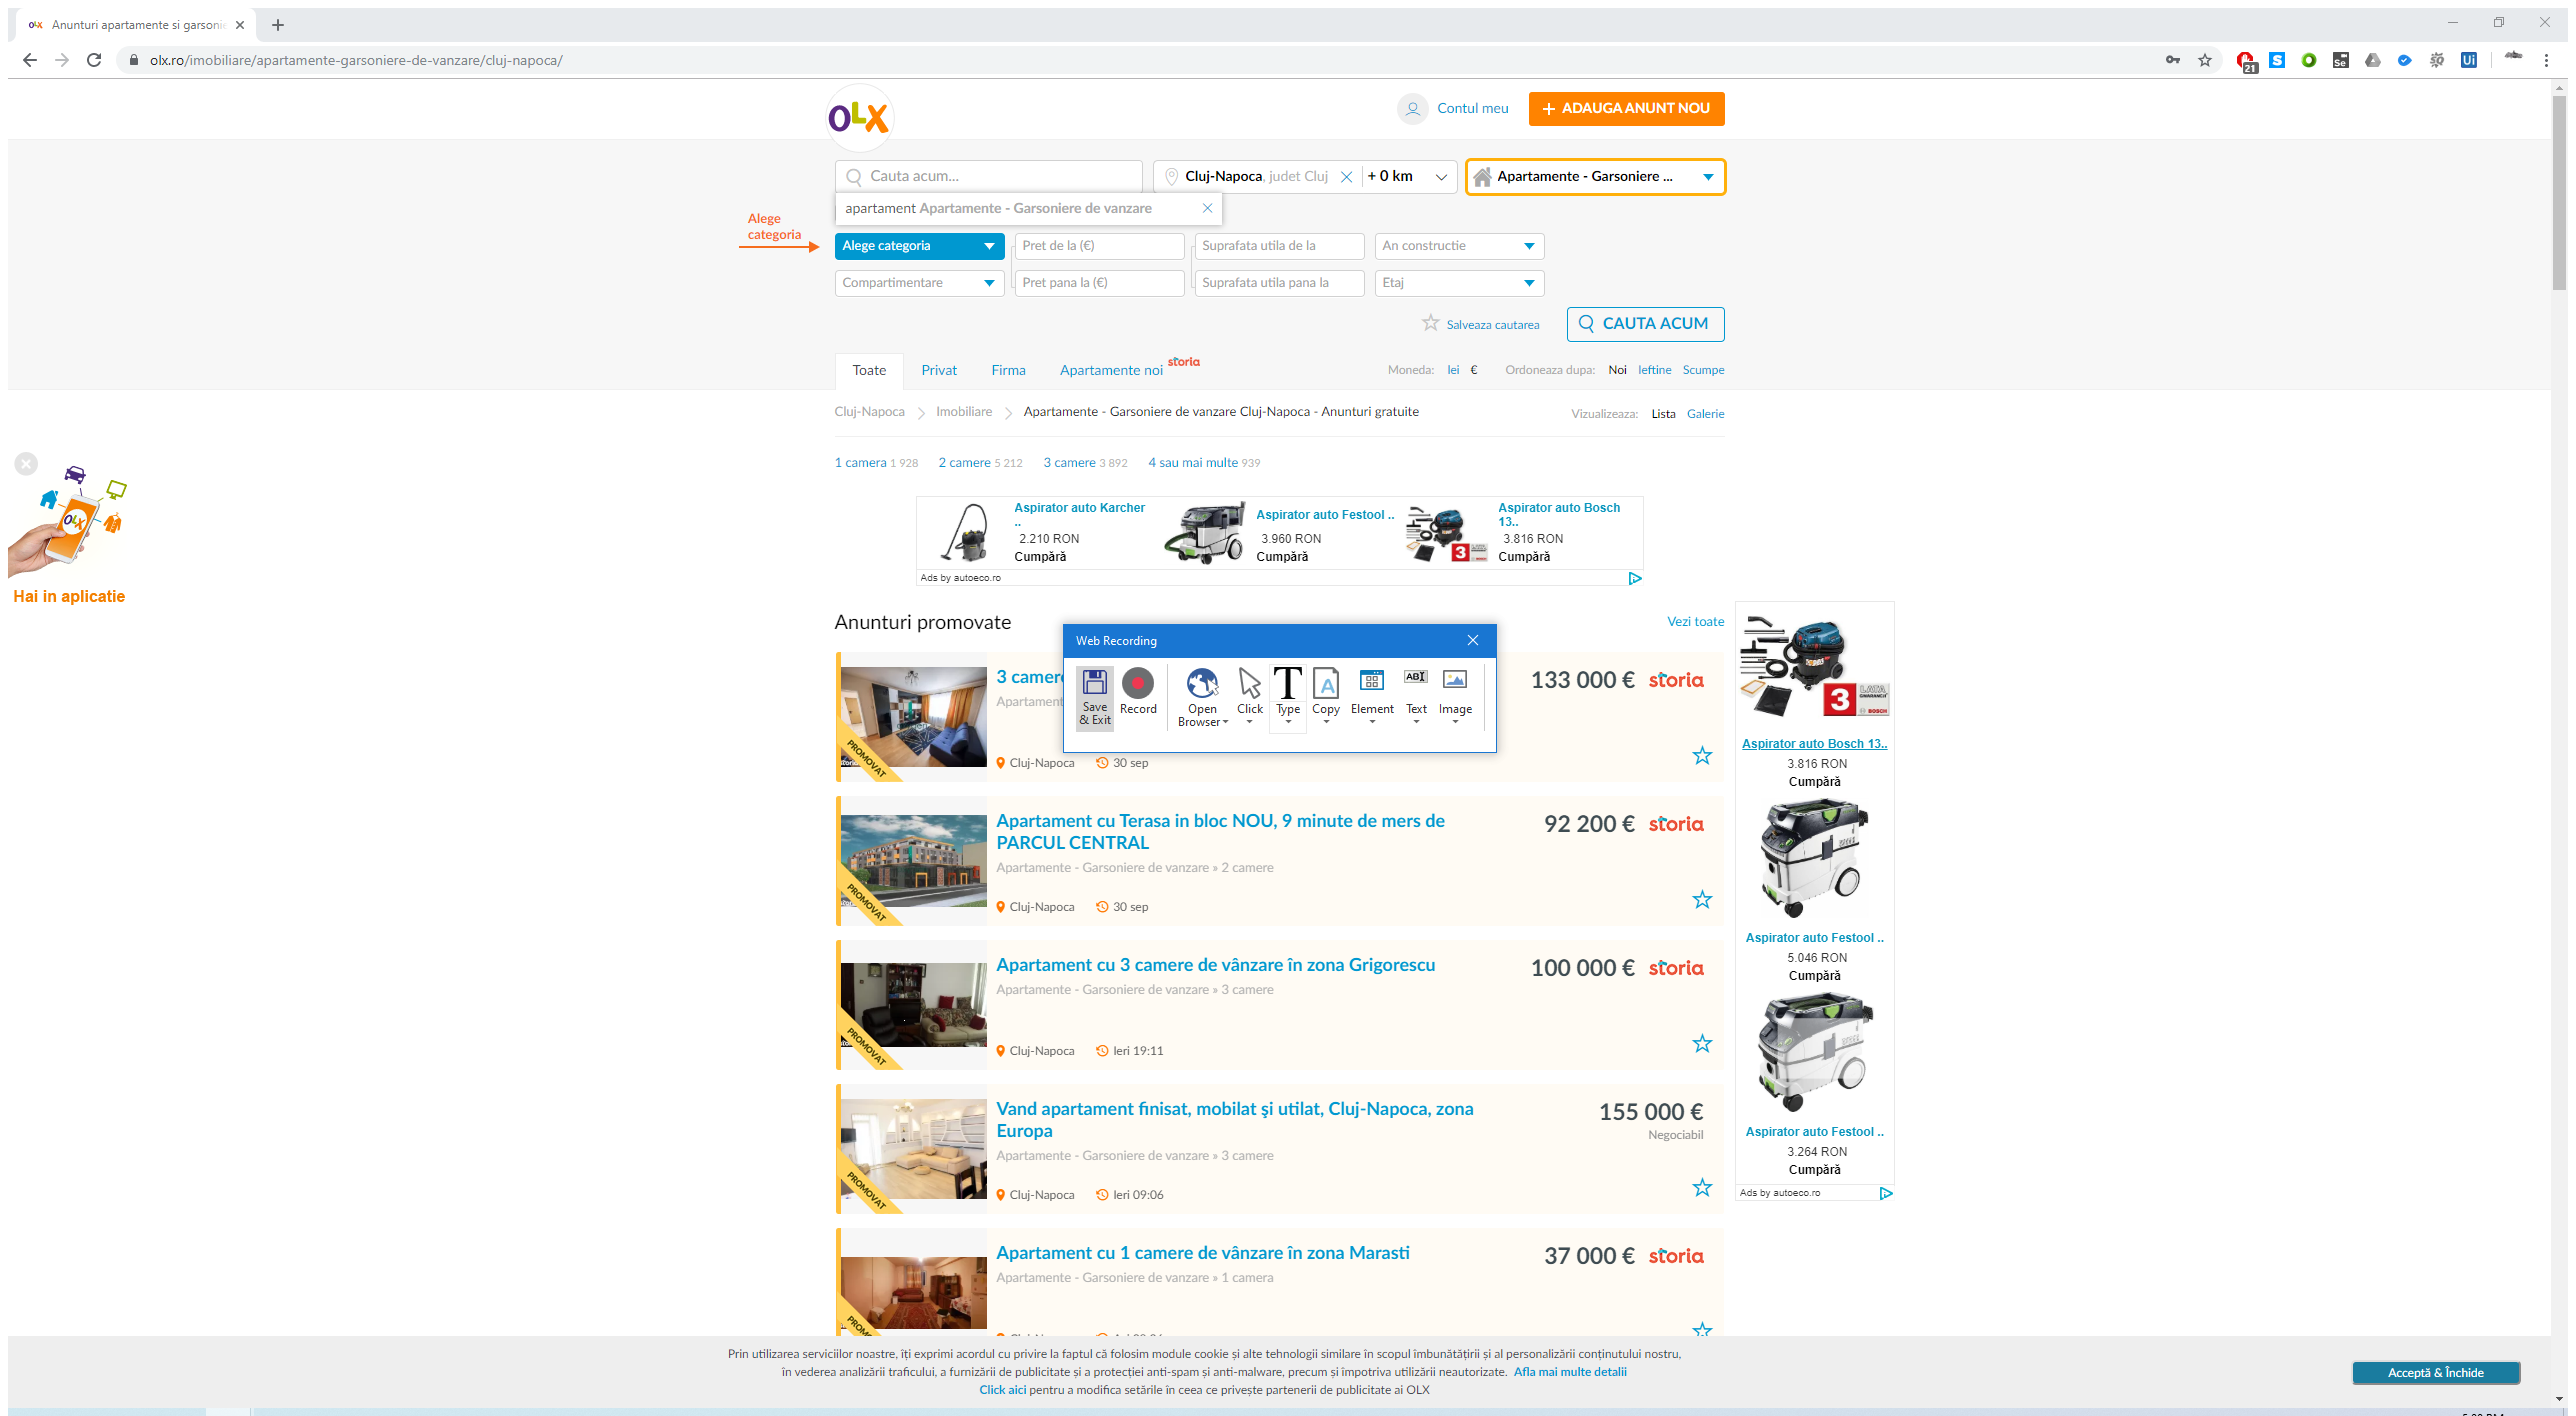 OLX Anunturi apartamente si garsonie
olx.ro/imobiliare/apartamente-garsoniere-de-vanzare/cluj-napoca/
21
Se
Ui
OLX
Contul meu
+ ADAUGA ANUNT NOU
Cauta acum...
Cluj-Napoca, judet Cluj
+ 0 km
Apartamente - Garsoniere ...
apartament Apartamente - Garsoniere de vanzare
Alege
categoria
Alege categoria
Pret de la (€)
Suprafata utila de la
An constructie
Compartimentare
Pret pana la (€)
Suprafata utila pana la
Etaj
Salveaza cautarea
CAUTA ACUM
Toate
Privat
Firma
Apartamente noi storia
Moneda: lei €
Ordoneaza dupa: Noi Ieftine Scumpe
Cluj-Napoca
Imobiliare
Apartamente - Garsoniere de vanzare Cluj-Napoca - Anunturi gratuite
Vizualizeaza: Lista Galerie
1 camera 1 928
2 camere 5 212
3 camere 3 892
4 sau mai multe 939
OLX
Hai in aplicatie
Aspirator auto Karcher
..
2.210 RON
Cumpără
Aspirator auto Festool ..
3.960 RON
Cumpără
Aspirator auto Bosch
13..
3.816 RON
Cumpără
3
Ads by autoeco.ro
Anunturi promovate
Vezi toate
Web Recording
Save
& Exit
Record
Open
Browser
Click
Type
Copy
Element
Text
Image
3 camere
Apartament
133 000 €
storia
PROMOVAT
Cluj-Napoca
30 sep
Apartament cu Terasa in bloc NOU, 9 minute de mers de
PARCUL CENTRAL
92 200 €
storia
Apartamente - Garsoniere de vanzare » 2 camere
PROMOVAT
Cluj-Napoca
30 sep
Apartament cu 3 camere de vânzare în zona Grigorescu
100 000 €
storia
Apartamente - Garsoniere de vanzare » 3 camere
PROMOVAT
Cluj-Napoca
Ieri 19:11
Vand apartament finisat, mobilat şi utilat, Cluj-Napoca, zona
Europa
155 000 €
Negociabil
Apartamente - Garsoniere de vanzare » 3 camere
PROMOVAT
Cluj-Napoca
Ieri 09:06
Apartament cu 1 camere de vânzare în zona Marasti
37 000 €
storia
Apartamente - Garsoniere de vanzare » 1 camera
3
BOSCH
Aspirator auto Bosch 13..
3.816 RON
Cumpără
Aspirator auto Festool ..
5.046 RON
Cumpără
Aspirator auto Festool ..
3.264 RON
Cumpără
Ads by autoeco.ro
Prin utilizarea serviciilor noastre, îți exprimi acordul cu privire la faptul că folosim module cookie și alte tehnologii similare în scopul îmbunătățirii și al personalizării conținutului nostru,
în vederea analizării traficului, a furnizării de publicitate și a protecției anti-spam și anti-malware, precum și împotriva utilizării neautorizate. Afla mai multe detalii
Click aici pentru a modifica setările în ceea ce privește partenerii de publicitate ai OLX
Acceptă & Închide